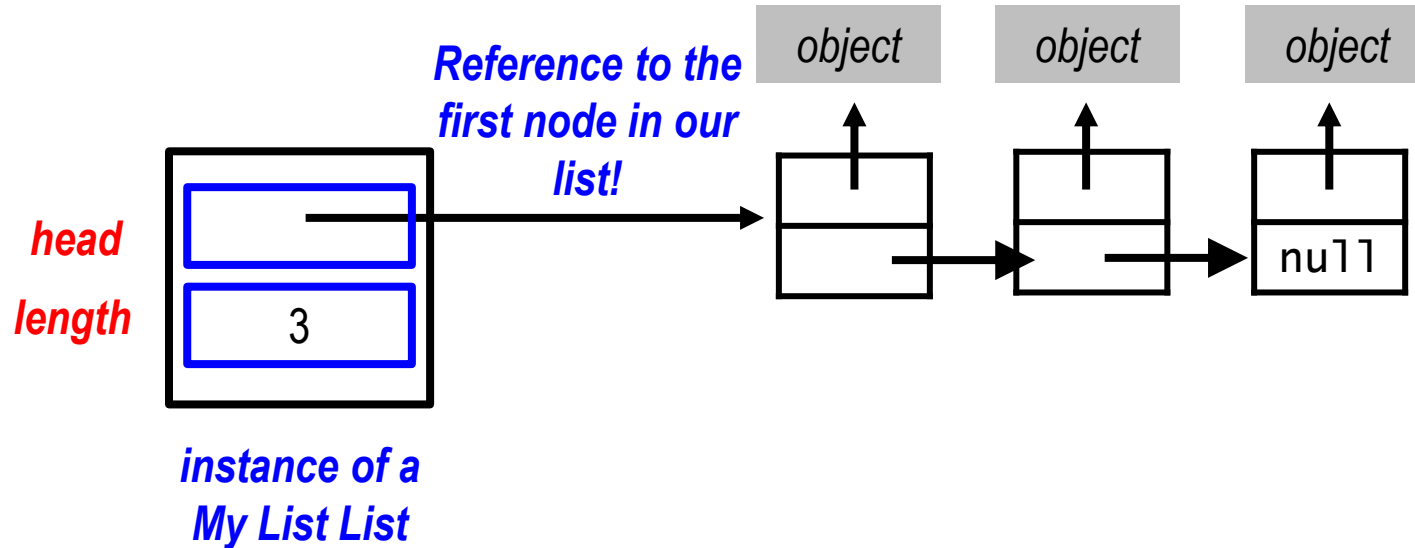 object
object
object
Reference to the
first node in our
list!
head
length
3
null
instance of a
My List List